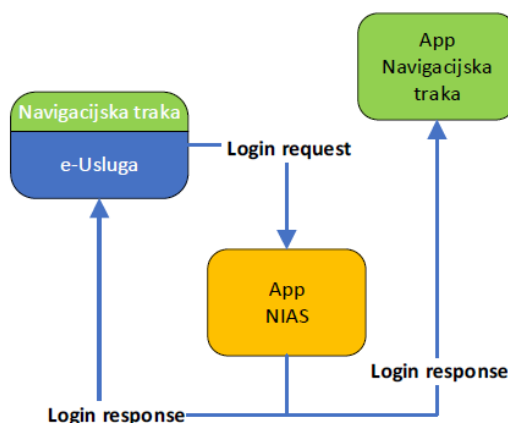 App
Navigacijska
traka
Navigacijska traka
e-Usluga
Login request
App
NIAS
Login response
Login response